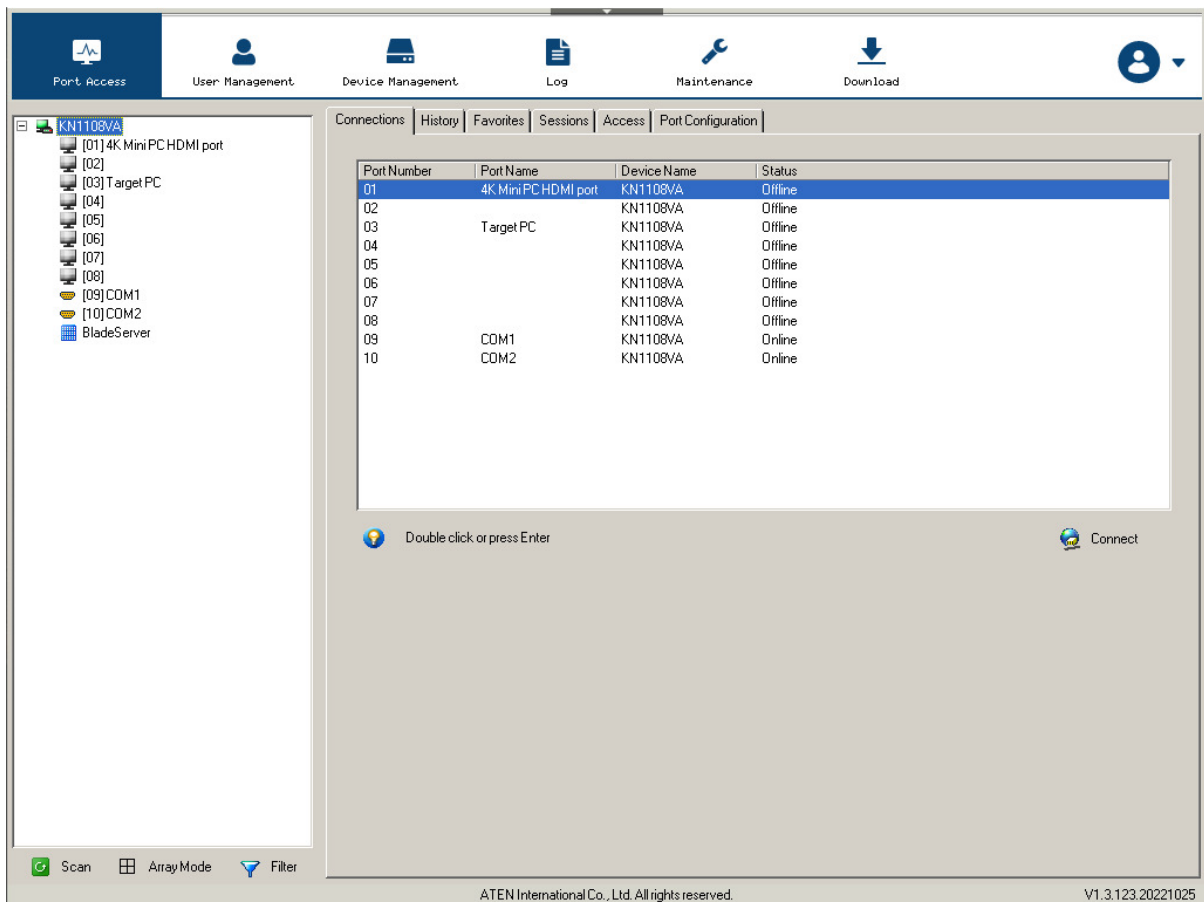 Port Access User Management Device Management Log Maintenance Download
KN1108VA
[01] 4K Mini PC HDMI port
[02]
[03] Target PC
[04]
[05]
[06]
[07]
[08]
[09] COM1
[10] COM2
BladeServer
Scan Array Mode Filter
Connections History Favorites Sessions Access Port Configuration
Port Number Port Name Device Name Status
01 4K Mini PC HDMI port KN1108VA Offline
02 KN1108VA Offline
03 Target PC KN1108VA Offline
04 KN1108VA Offline
05 KN1108VA Offline
06 KN1108VA Offline
07 KN1108VA Offline
08 KN1108VA Offline
09 COM1 KN1108VA Online
10 COM2 KN1108VA Online
Double click or press Enter Connect
ATEN International Co., Ltd. All rights reserved. V1.3.123.20221025